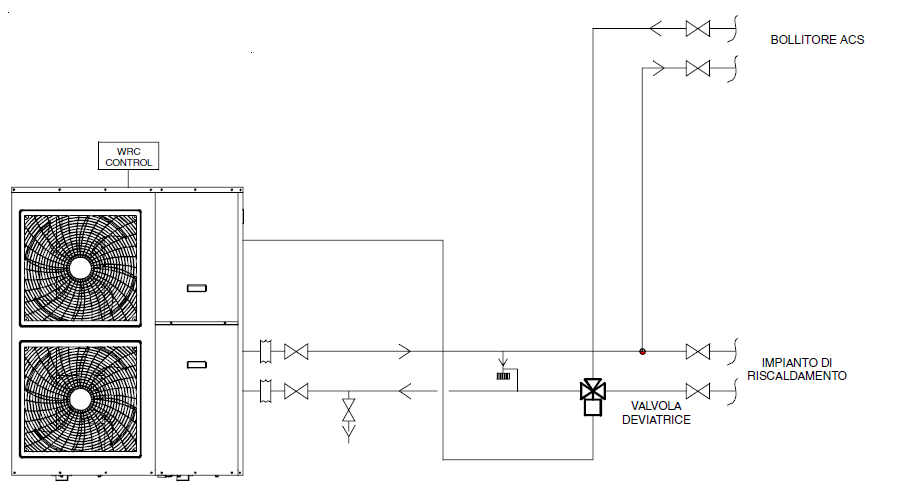 BOLLITORE ACS
WRC
CONTROL
IMPIANTO DI
RISCALDAMENTO
VALVOLA
DEVIATRICE